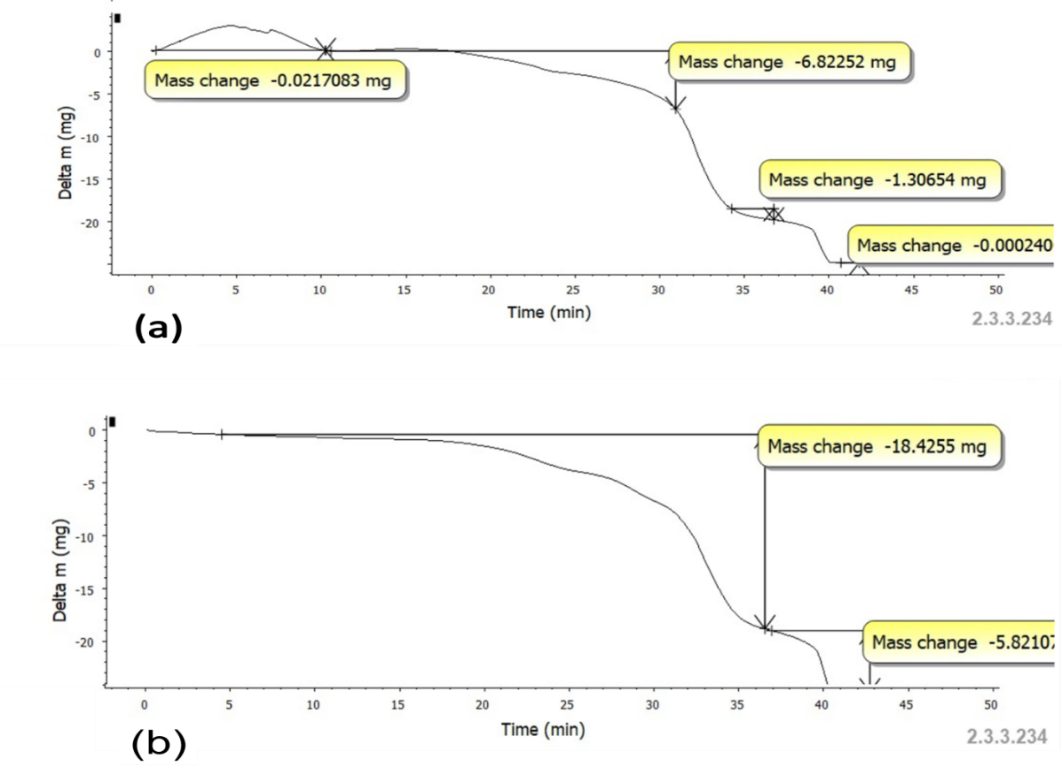 0
Mass change -6.82252 mg
Mass change -0.0217083 mg
-5
Delta m (mg)
-10
-15
Mass change -1.30654 mg
-20
Mass change -0.000240
0 5 10 15 20 25 30 35 40 45 50
Time (min)
(a)
2.3.3.234
0
Mass change -18.4255 mg
-5
Delta m (mg)
-10
-15
-20
Mass change -5.82107
0 5 10 15 20 25 30 35 40 45 50
Time (min)
(b)
2.3.3.234